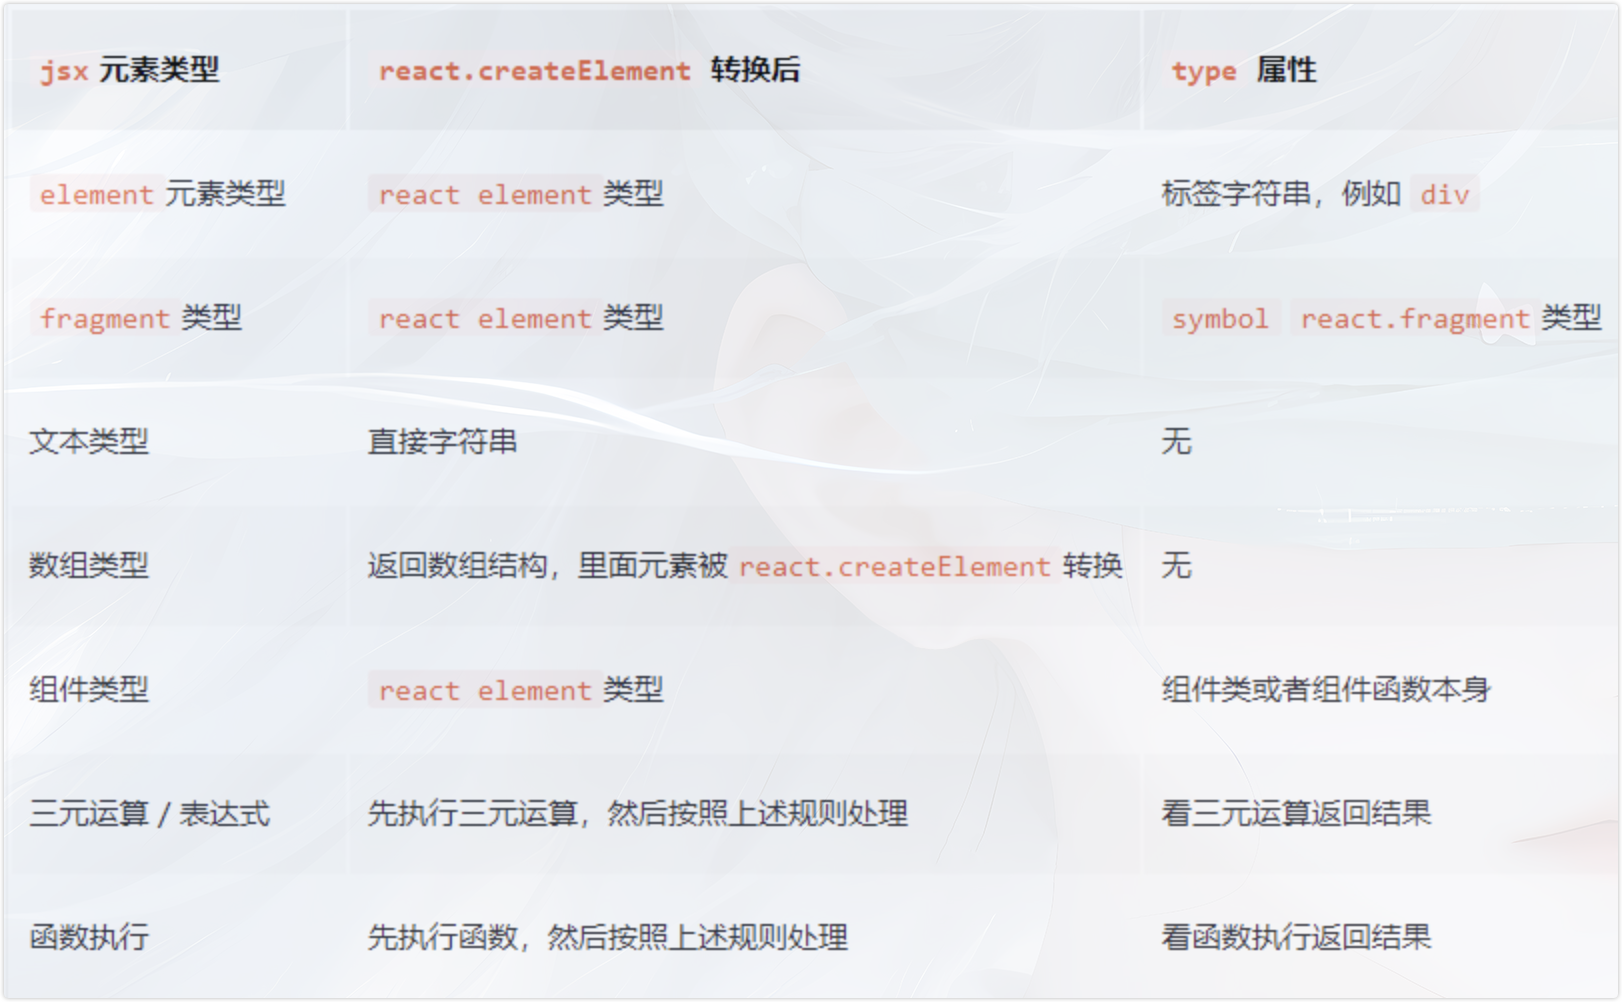 jsx 元素类型 react.createElement 转换后 type 属性
element 元素类型 react element 类型 标签字符串，例如 div
fragment 类型 react element 类型 symbol react.fragment 类型
文本类型 直接字符串 无
数组类型 返回数组结构，里面元素被 react.createElement 转换 无
组件类型 react element 类型 组件类或者组件函数本身
三元运算 / 表达式 先执行三元运算，然后按照上述规则处理 看三元运算返回结果
函数执行 先执行函数，然后按照上述规则处理 看函数执行返回结果